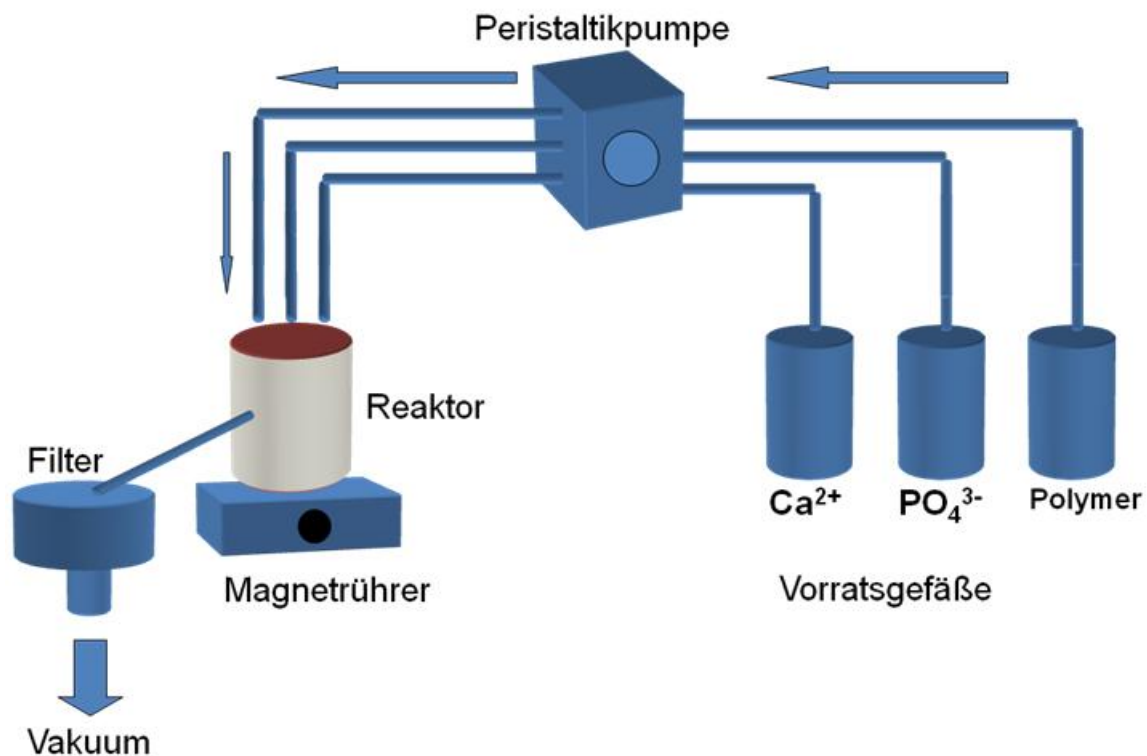 Peristaltikpumpe
Reaktor
Filter
Ca²⁺
PO₄³⁻
Polymer
Magnetrührer
Vorratsgefäße
Vakuum